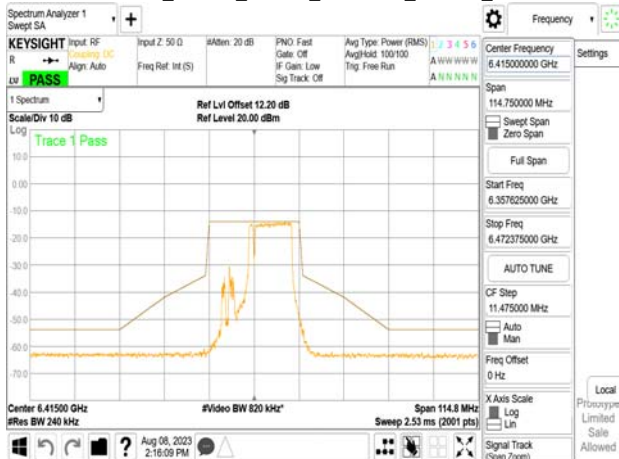 Spectrum Analyzer 1
Swept SA
+
Frequency
KEYSIGHT
R
LV PASS
Input: RF
Coupling: DC
Align: Auto
Input Z: 50 Ω
Freq Ref: Int (S)
#Atten: 20 dB
PNO: Fast
Gate: Off
IF Gain: Low
Sig Track: Off
Avg Type: Power (RMS)
Avg|Hold: 100/100
Trig: Free Run
1 2 3 4 5 6
A W W W W W
A N N N N N
1 Spectrum
Scale/Div 10 dB
Ref Lvl Offset 12.20 dB
Ref Level 20.00 dBm
Log
Trace 1 Pass
10.0
0.00
-10.0
-20.0
-30.0
-40.0
-50.0
-60.0
-70.0
Center 6.41500 GHz
#Res BW 240 kHz
#Video BW 820 kHz*
Span 114.8 MHz
Sweep 2.53 ms (2001 pts)
Aug 08, 2023
2:16:09 PM
?
Center Frequency
6.415000000 GHz
Settings
Span
114.750000 MHz
Swept Span
Zero Span
Full Span
Start Freq
6.357625000 GHz
Stop Freq
6.472375000 GHz
AUTO TUNE
CF Step
11.475000 MHz
Auto
Man
Freq Offset
0 Hz
X Axis Scale
Log
Lin
Signal Track
(Span Zoom)
Local
Prototype
Limited
Sale
Allowed